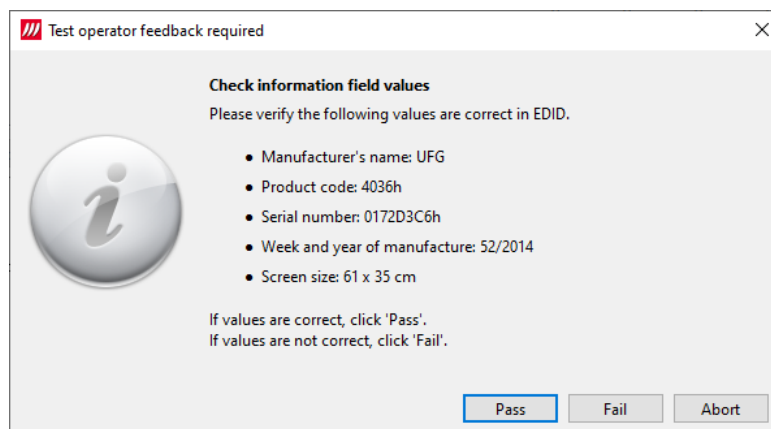 Test operator feedback required
Check information field values
Please verify the following values are correct in EDID.
• Manufacturer's name: UFG
• Product code: 4036h
• Serial number: 0172D3C6h
• Week and year of manufacture: 52/2014
• Screen size: 61 x 35 cm
If values are correct, click 'Pass'.
If values are not correct, click 'Fail'.
Pass Fail Abort